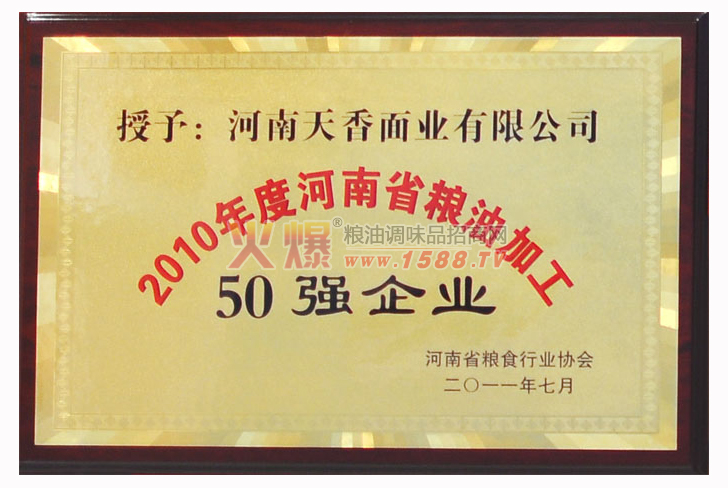 授予：河南天香面业有限公司
2010年度河南省粮油加工
火爆®粮油调味品招商网
www.1588.TV
50强企业
河南省粮食行业协会
二〇一一年七月